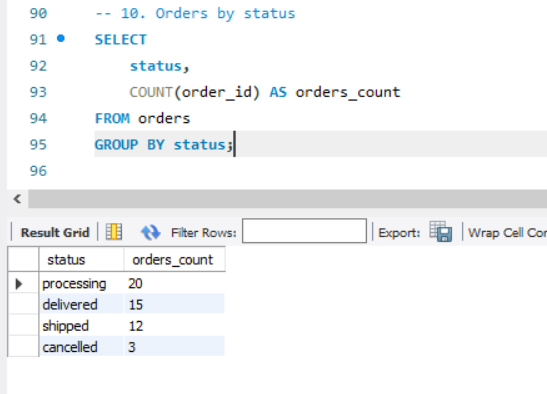 90 -- 10. Orders by status
91 SELECT
92 status,
93 COUNT(order_id) AS orders_count
94 FROM orders
95 GROUP BY status;
96
Result Grid Filter Rows: Export: Wrap Cell Con
status orders_count
processing 20
delivered 15
shipped 12
cancelled 3